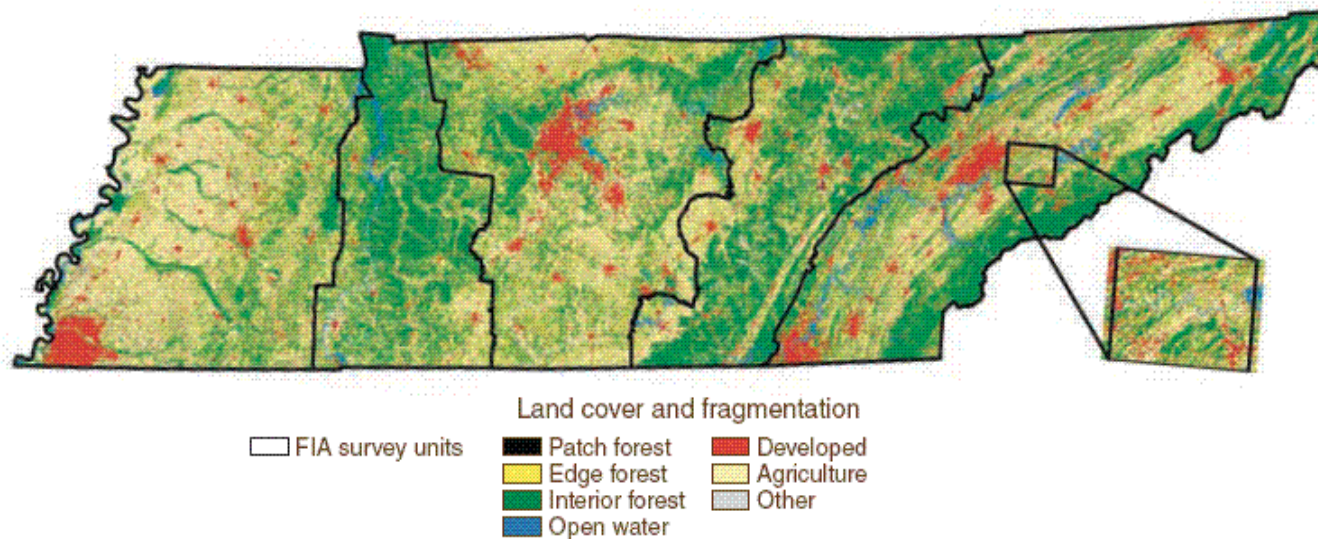 Land cover and fragmentation
FIA survey units
Patch forest
Edge forest
Interior forest
Open water
Developed
Agriculture
Other